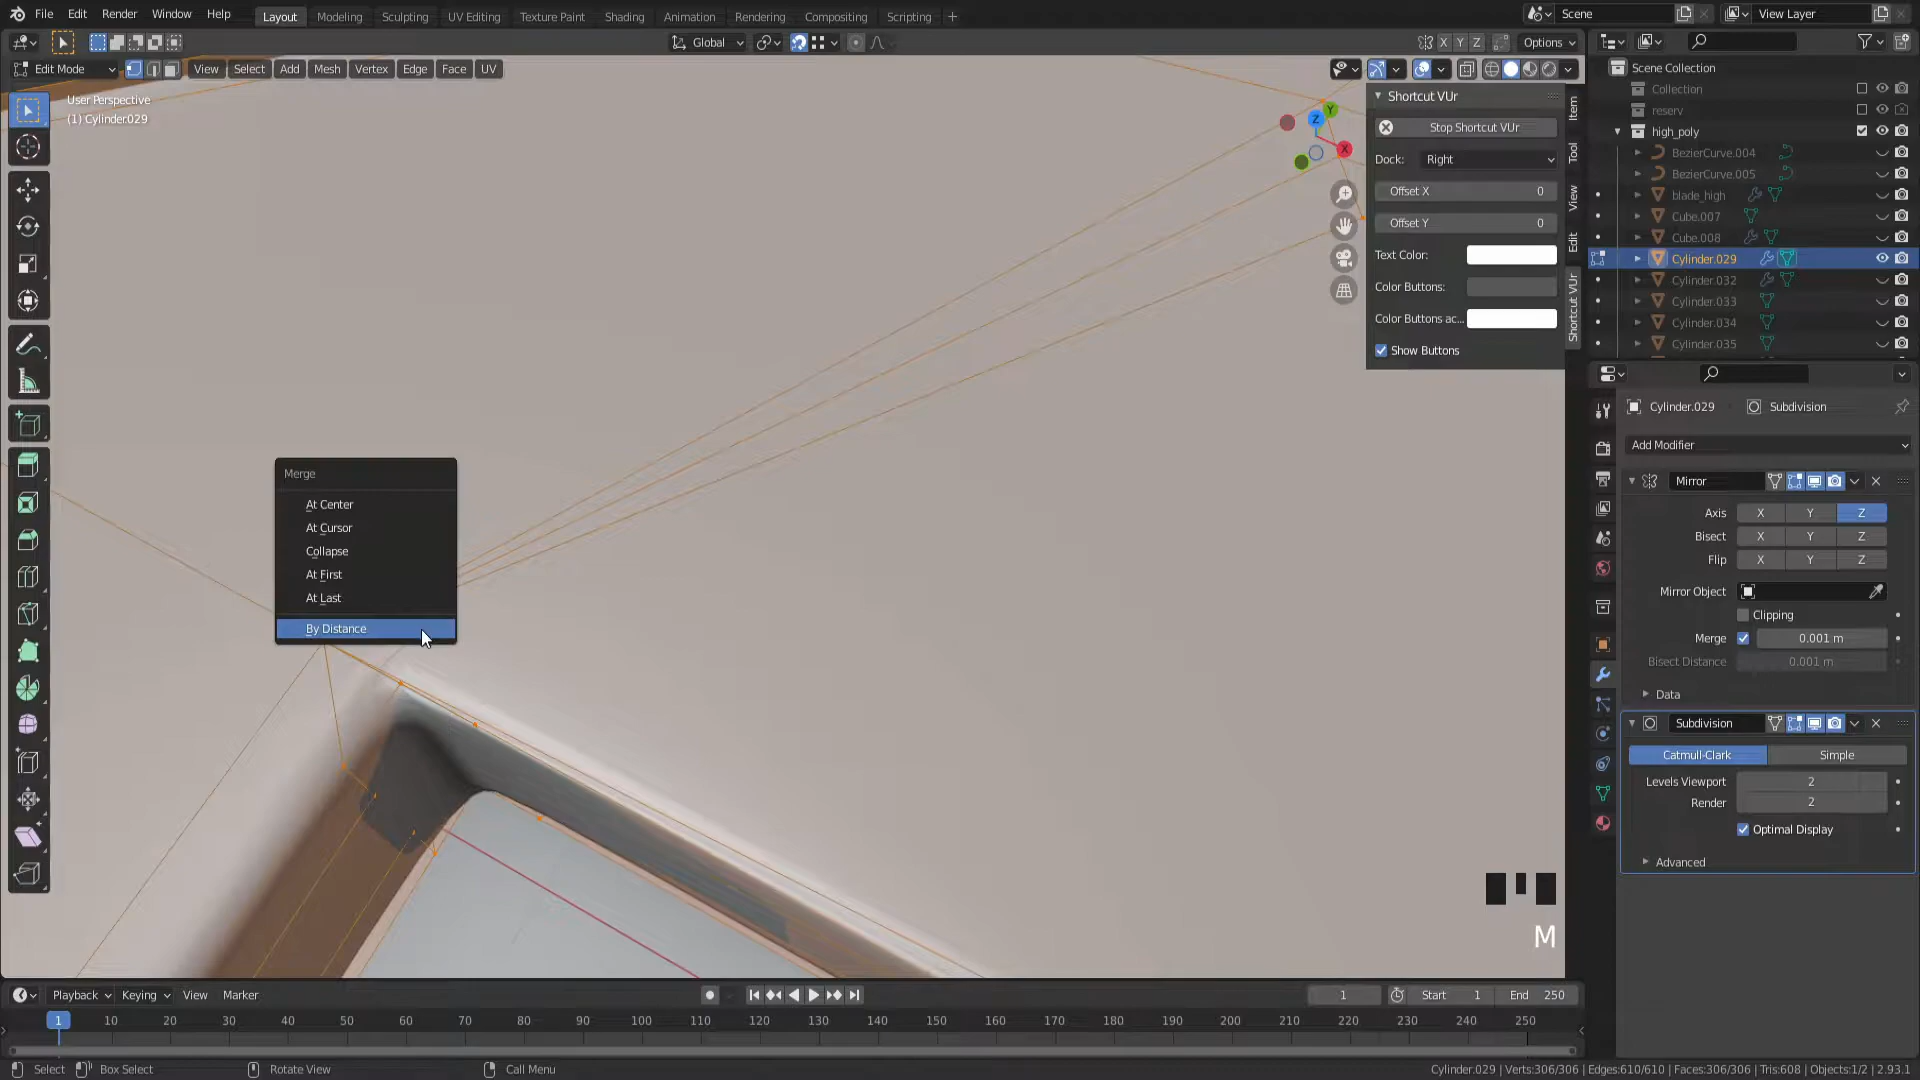 File Edit Render Window Help
Layout Modeling Sculpting UV Editing Texture Paint Shading Animation Rendering Compositing Scripting +
Scene
View Layer
Global
X Y Z Options
Edit Mode View Select Add Mesh Vertex Edge Face UV
User Perspective
(1) Cylinder.029
Merge
At Center
At Cursor
Collapse
At First
At Last
By Distance
Y
Z
X
Shortcut VUr
Stop Shortcut VUr
Dock: Right
Offset X 0
Offset Y 0
Text Color:
Color Buttons:
Color Buttons ac...
Show Buttons
Item
Tool
View
Edit
Shortcut VUr
Scene Collection
Collection
reserv
high_poly
BezierCurve.004
BezierCurve.005
blade_high
Cube.007
Cube.008
Cylinder.029
Cylinder.032
Cylinder.033
Cylinder.034
Cylinder.035
Cylinder.029 Subdivision
Add Modifier
Mirror
Axis X Y Z
Bisect X Y Z
Flip X Y Z
Mirror Object
Clipping
Merge 0.001 m
Bisect Distance 0.001 m
Data
Subdivision
Catmull-Clark Simple
Levels Viewport 2
Render 2
Optimal Display
Advanced
M
Playback Keying View Marker
1 Start 1 End 250
1 10 20 30 40 50 60 70 80 90 100 110 120 130 140 150 160 170 180 190 200 210 220 230 240 250
Select Box Select Rotate View Call Menu
Cylinder.029 | Verts:306/306 | Edges:610/610 | Faces:306/306 | Tris:608 | Objects:1/2 | 2.93.1